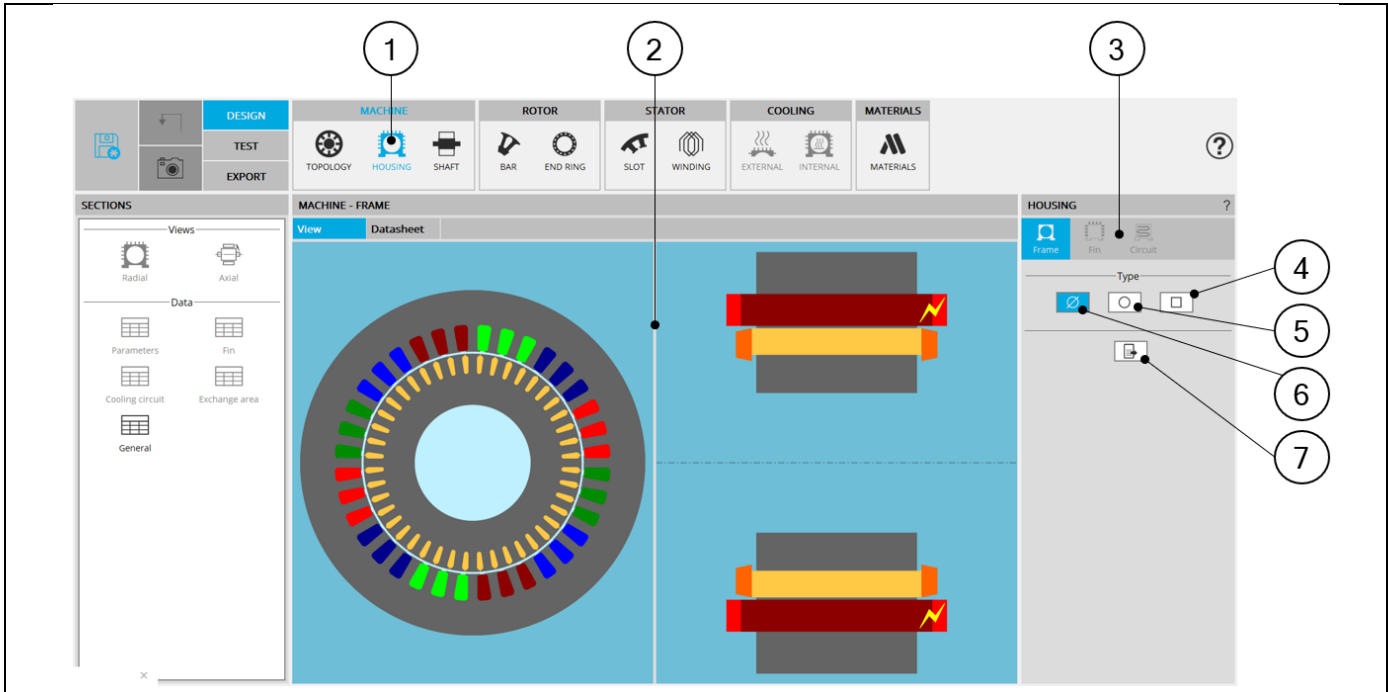 1
2
3
DESIGN
TEST
EXPORT
MACHINE
TOPOLOGY
HOUSING
SHAFT
ROTOR
BAR
END RING
STATOR
SLOT
WINDING
COOLING
EXTERNAL
INTERNAL
MATERIALS
MATERIALS
?
SECTIONS
Views
Radial
Axial
Data
Parameters
Fin
Cooling circuit
Exchange area
General
×
MACHINE - FRAME
View
Datasheet
HOUSING
?
Frame
Fin
Circuit
Type
4
5
6
7